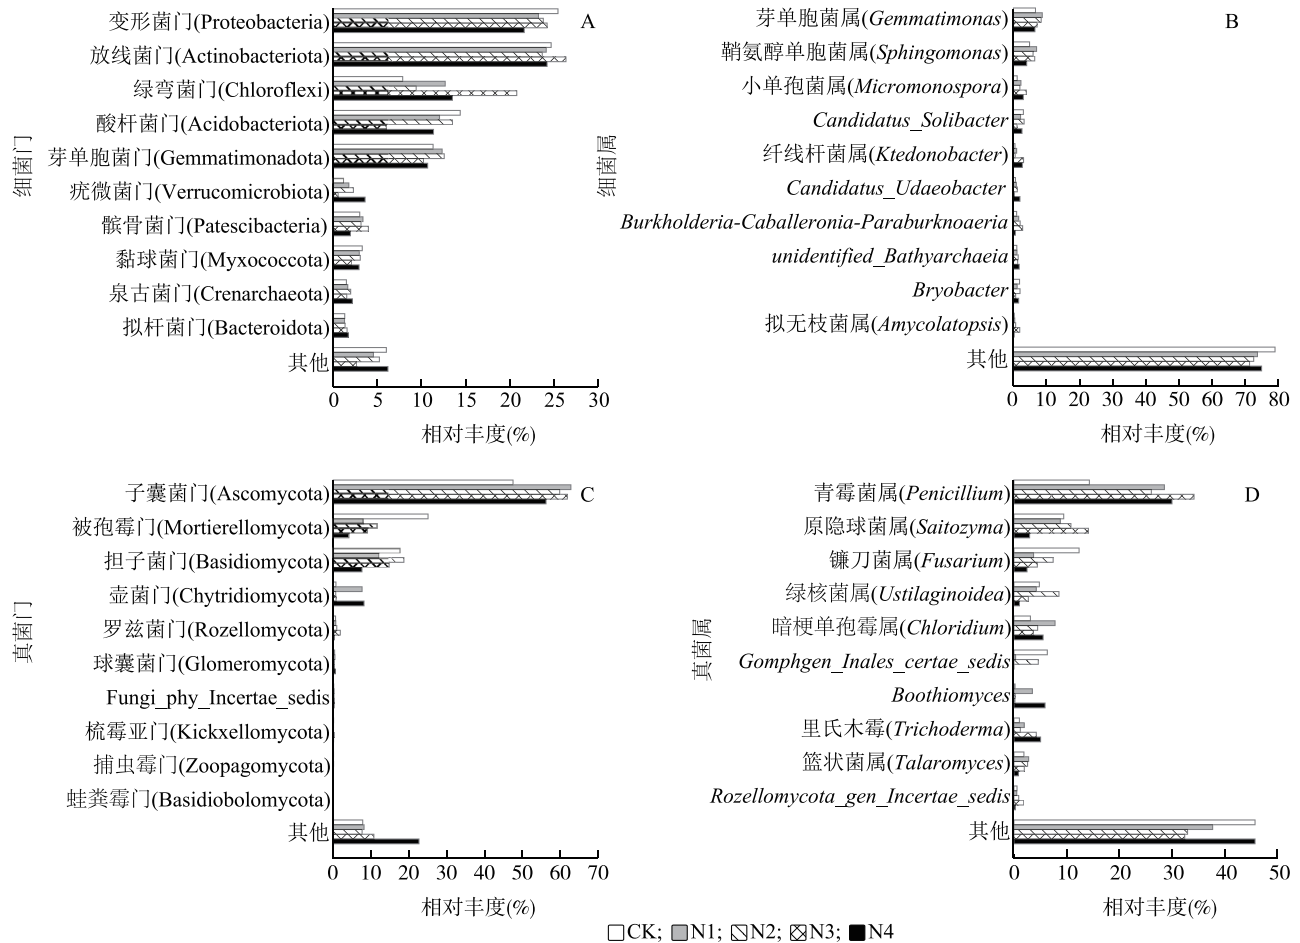 A
细菌门
变形菌门(Proteobacteria)
放线菌门(Actinobacteriota)
绿弯菌门(Chloroflexi)
酸杆菌门(Acidobacteriota)
芽单胞菌门(Gemmatimonadota)
疣微菌门(Verrucomicrobiota)
髌骨菌门(Patescibacteria)
黏球菌门(Myxococcota)
泉古菌门(Crenarchaeota)
拟杆菌门(Bacteroidota)
其他
0 5 10 15 20 25 30
相对丰度(%)
B
细菌属
芽单胞菌属(Gemmatimonas)
鞘氨醇单胞菌属(Sphingomonas)
小单孢菌属(Micromonospora)
Candidatus_Solibacter
纤线杆菌属(Ktedonobacter)
Candidatus_Udaeobacter
Burkholderia-Caballeronia-Paraburknoaeria
unidentified_Bathyarchaeia
Bryobacter
拟无枝菌属(Amycolatopsis)
其他
0 10 20 30 40 50 60 70 80
相对丰度(%)
C
真菌门
子囊菌门(Ascomycota)
被孢霉门(Mortierellomycota)
担子菌门(Basidiomycota)
壶菌门(Chytridiomycota)
罗兹菌门(Rozellomycota)
球囊菌门(Glomeromycota)
Fungi_phy_Incertae_sedis
梳霉亚门(Kickxellomycota)
捕虫霉门(Zoopagomycota)
蛙粪霉门(Basidiobolomycota)
其他
0 10 20 30 40 50 60 70
相对丰度(%)
D
真菌属
青霉菌属(Penicillium)
原隐球菌属(Saitozyma)
镰刀菌属(Fusarium)
绿核菌属(Ustilaginoidea)
暗梗单孢霉属(Chloridium)
Gomphgen_Inales_certae_sedis
Boothiomyces
里氏木霉(Trichoderma)
篮状菌属(Talaromyces)
Rozellomycota_gen_Incertae_sedis
其他
0 10 20 30 40 50
相对丰度(%)
CK; N1; N2; N3; N4